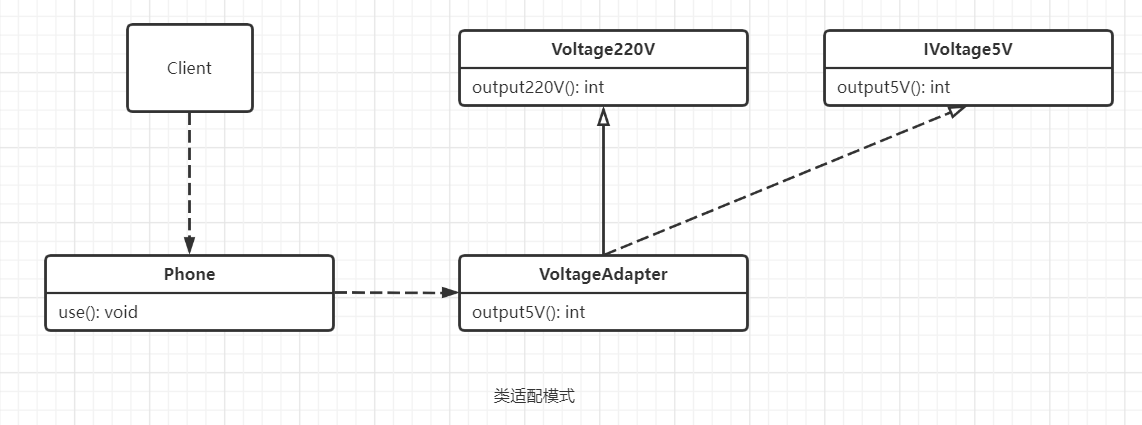 Client
Voltage220V
output220V(): int
IVoltage5V
output5V(): int
Phone
use(): void
VoltageAdapter
output5V(): int
类适配模式